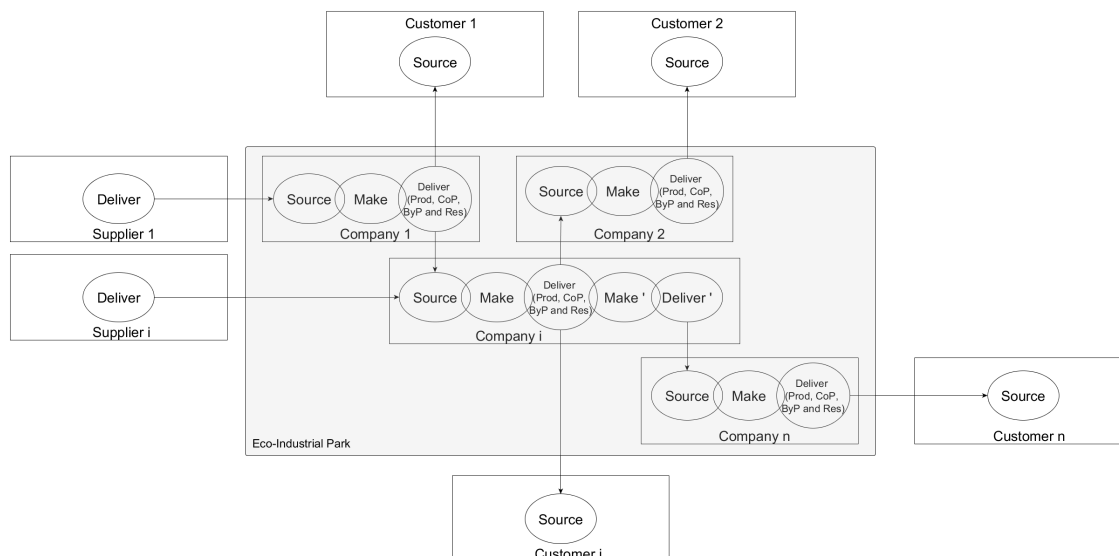 Customer 1
Source
Customer 2
Source
Deliver
Supplier 1
Source
Make
Deliver
(Prod, CoP,
ByP and Res)
Company 1
Source
Make
Deliver
(Prod, CoP,
ByP and Res)
Company 2
Deliver
Supplier i
Source
Make
Deliver
(Prod, CoP,
ByP and Res)
Make '
Deliver '
Company i
Source
Make
Deliver
(Prod, CoP,
ByP and Res)
Company n
Source
Customer n
Eco-Industrial Park
Source
Customer i